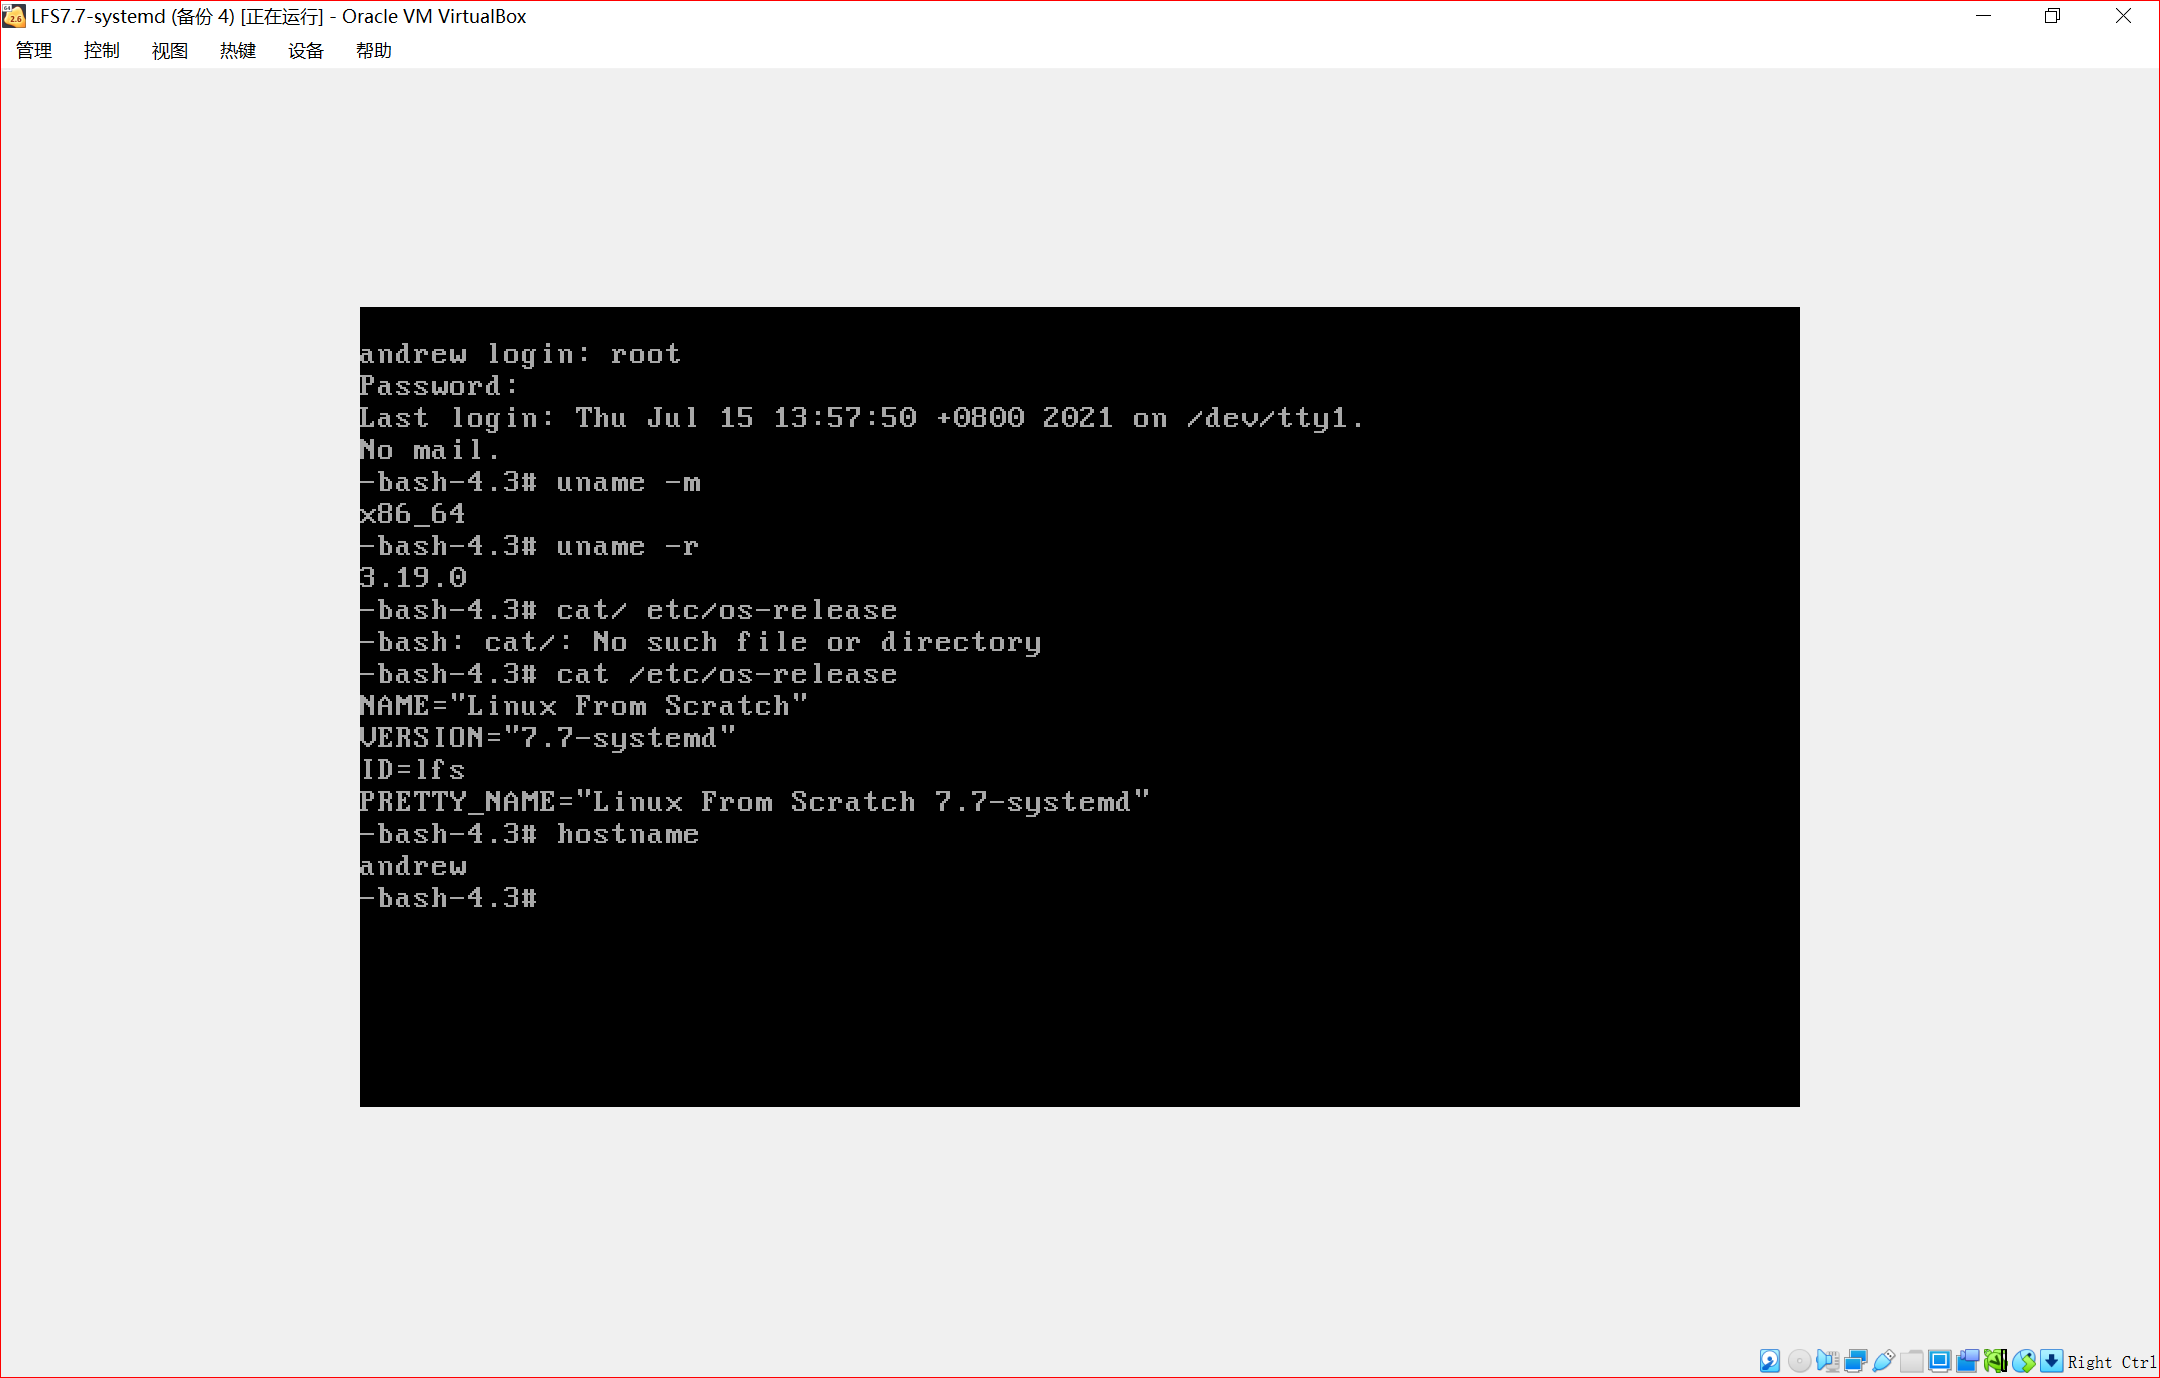 LFS7.7-systemd (备份 4) [正在运行] - Oracle VM VirtualBox
管理 控制 视图 热键 设备 帮助
andrew login: root
Password:
Last login: Thu Jul 15 13:57:50 +0800 2021 on /dev/tty1.
No mail.
-bash-4.3# uname -m
x86_64
-bash-4.3# uname -r
3.19.0
-bash-4.3# cat/ etc/os-release
-bash: cat/: No such file or directory
-bash-4.3# cat /etc/os-release
NAME="Linux From Scratch"
VERSION="7.7-systemd"
ID=lfs
PRETTY_NAME="Linux From Scratch 7.7-systemd"
-bash-4.3# hostname
andrew
-bash-4.3#
Right Ctrl